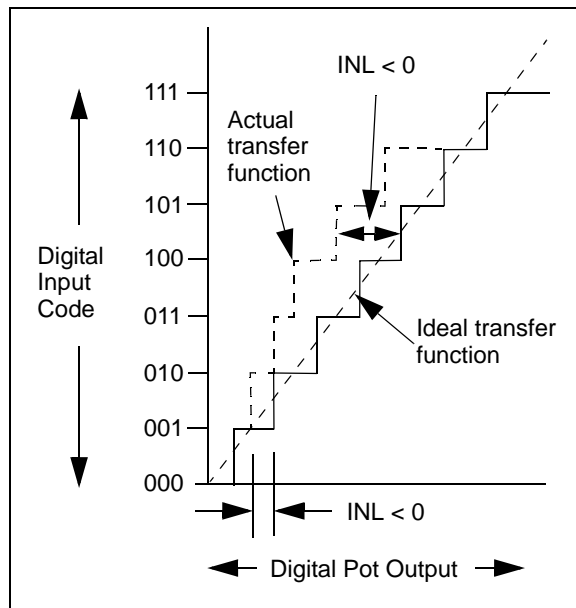 INL < 0
111
Actual
transfer
function
110
101
100
Digital
Input
Code
011
Ideal transfer
function
010
001
000
INL < 0
Digital Pot Output